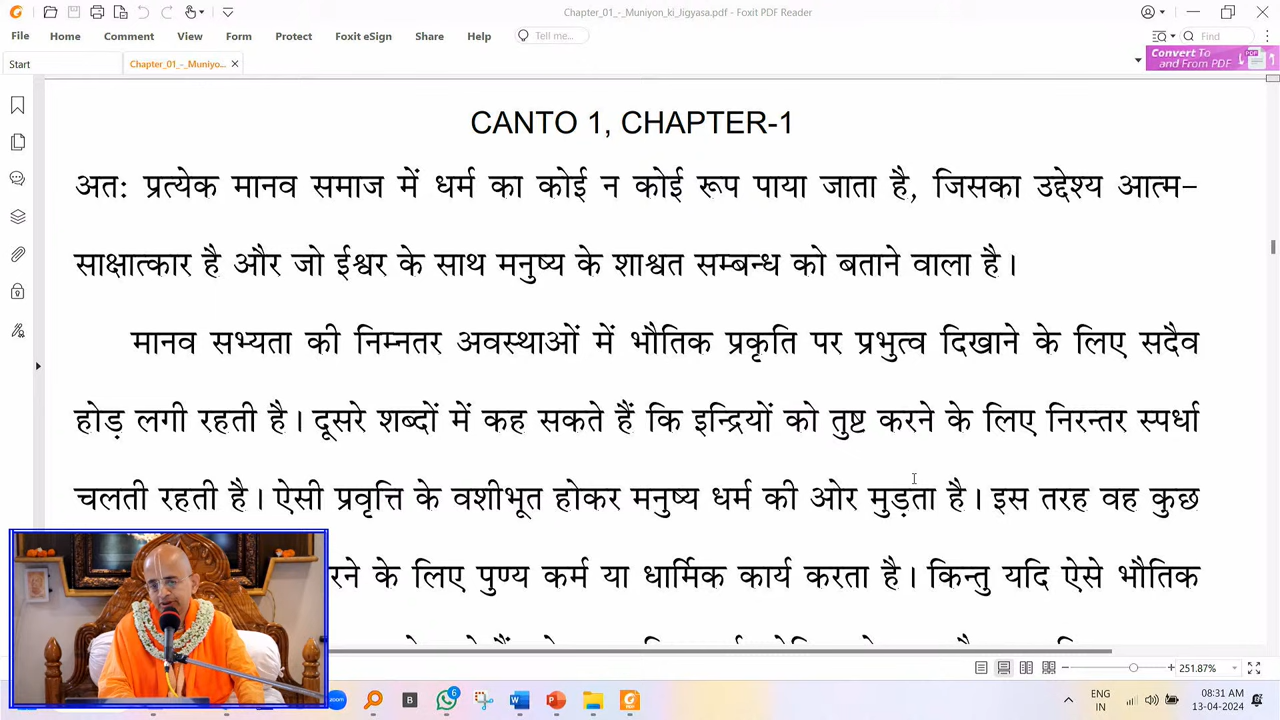 Chapter_01_-_Muniyon_ki_Jigyasa.pdf - Foxit PDF Reader
File Home Comment View Form Protect Foxit eSign Share Help Tell me... Find
Start Chapter_01_-_Muniyo...
Convert To
and From PDF
PDF
CANTO 1, CHAPTER-1
अतः प्रत्येक मानव समाज में धर्म का कोई न कोई रूप पाया जाता है, जिसका उद्देश्य आत्म-
साक्षात्कार है और जो ईश्वर के साथ मनुष्य के शाश्वत सम्बन्ध को बताने वाला है।
मानव सभ्यता की निम्नतर अवस्थाओं में भौतिक प्रकृति पर प्रभुत्व दिखाने के लिए सदैव
होड़ लगी रहती है। दूसरे शब्दों में कह सकते हैं कि इन्द्रियों को तुष्ट करने के लिए निरन्तर स्पर्धा
चलती रहती है। ऐसी प्रवृत्ति के वशीभूत होकर मनुष्य धर्म की ओर मुड़ता है। इस तरह वह कुछ
रने के लिए पुण्य कर्म या धार्मिक कार्य करता है। किन्तु यदि ऐसे भौतिक
251.87%
zoom B 6
ENG
IN
08:31 AM
13-04-2024